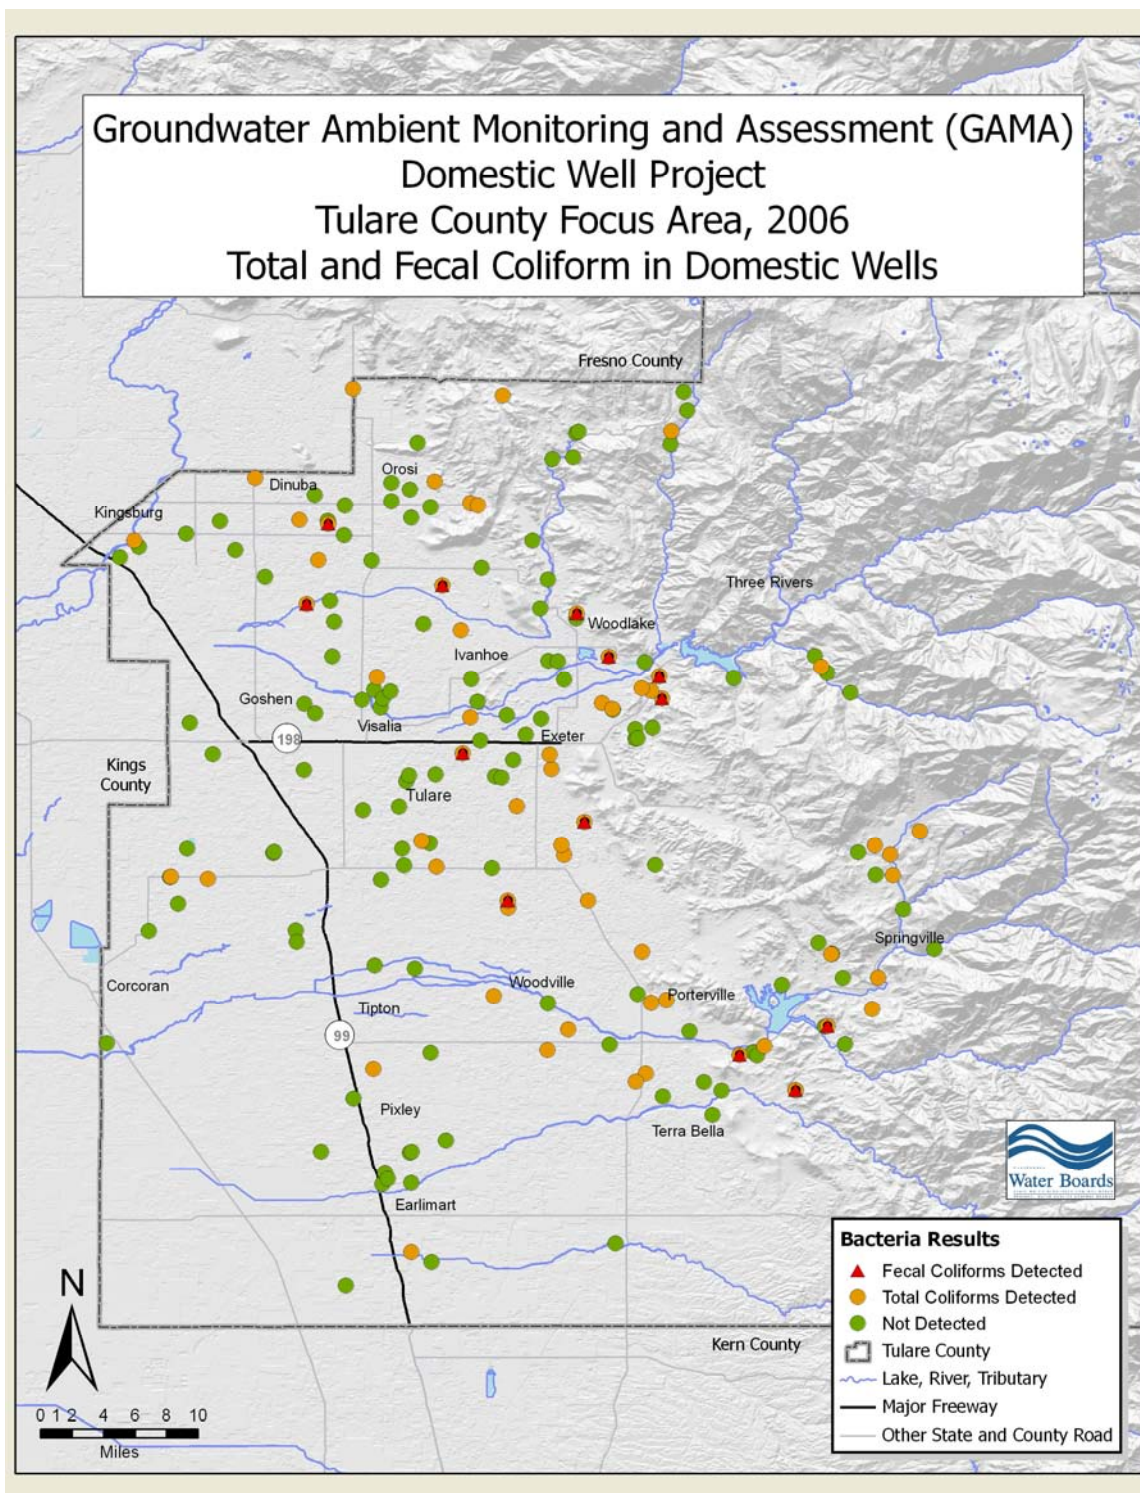 Groundwater Ambient Monitoring and Assessment (GAMA)
Domestic Well Project
Tulare County Focus Area, 2006
Total and Fecal Coliform in Domestic Wells
Fresno County
Orosi
Dinuba
Kingsburg
Three Rivers
Woodlake
Ivanhoe
Goshen
Visalia
198
Exeter
Kings
County
Tulare
Springville
Corcoran
Woodville
Porterville
Tipton
99
Pixley
Terra Bella
Earlimart
Water Boards
Bacteria Results
Fecal Coliforms Detected
Total Coliforms Detected
Not Detected
Tulare County
Lake, River, Tributary
Major Freeway
Other State and County Road
Kern County
N
0 1 2 4 6 8 10
Miles